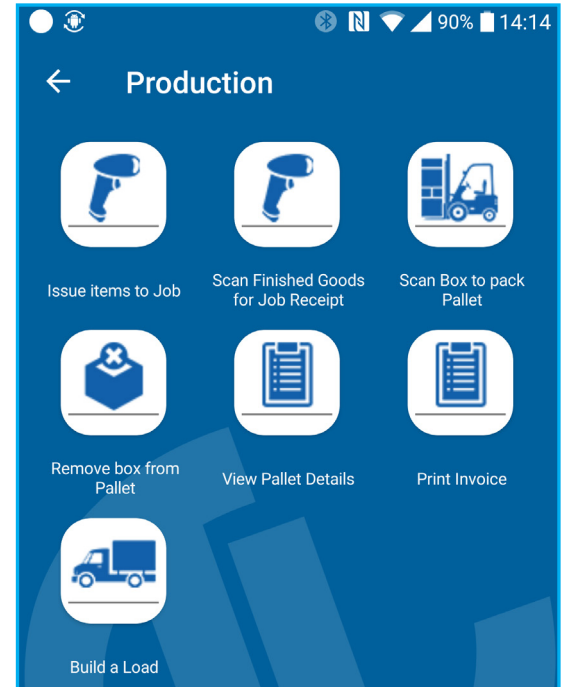 90% 14:14
Production
Issue items to Job
Scan Finished Goods
for Job Receipt
Scan Box to pack
Pallet
Remove box from
Pallet
View Pallet Details
Print Invoice
Build a Load